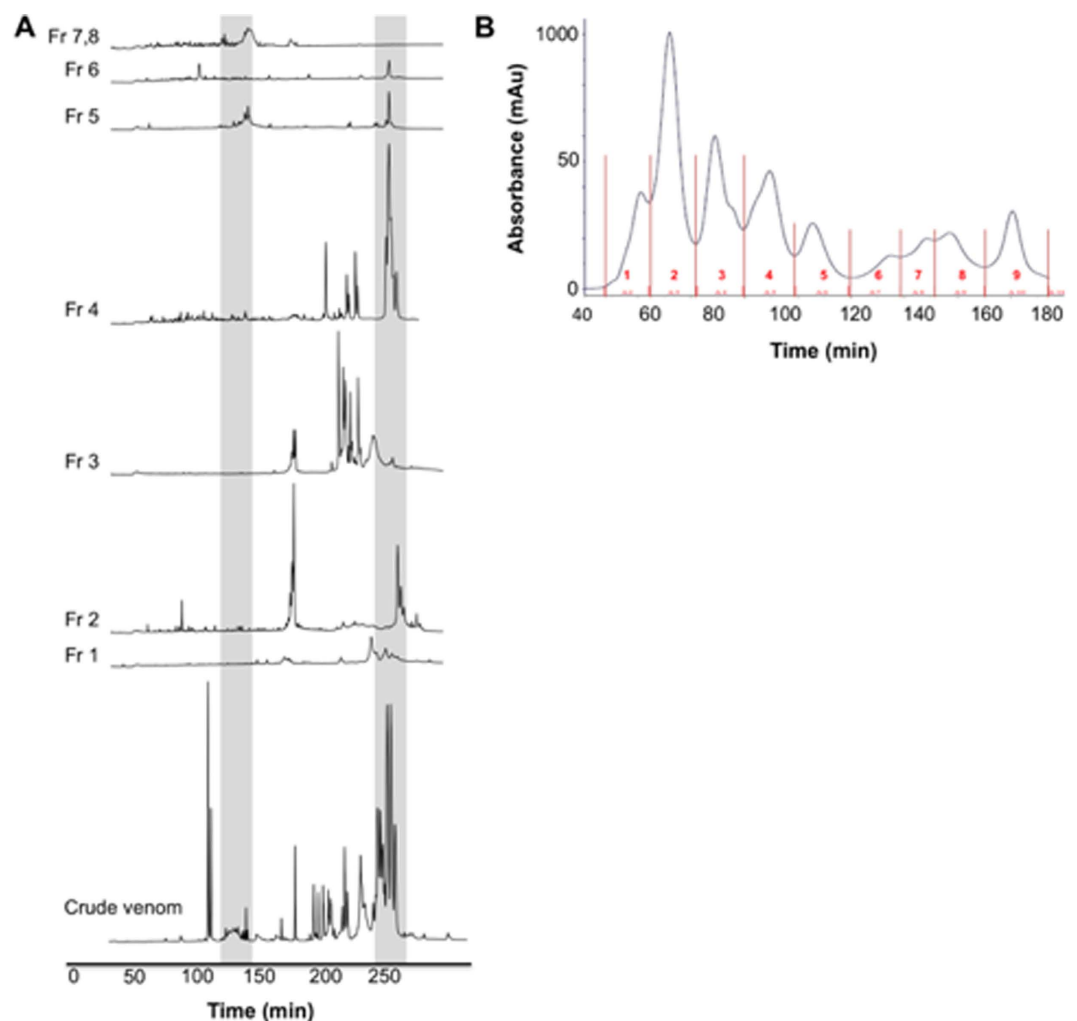 A
Fr 7,8
Fr 6
Fr 5
Fr 4
Fr 3
Fr 2
Fr 1
Crude venom
0 50 100 150 200 250
Time (min)
B
Absorbance (mAu)
1000
50
0
1 2 3 4 5 6 7 8 9
40 60 80 100 120 140 160 180
Time (min)